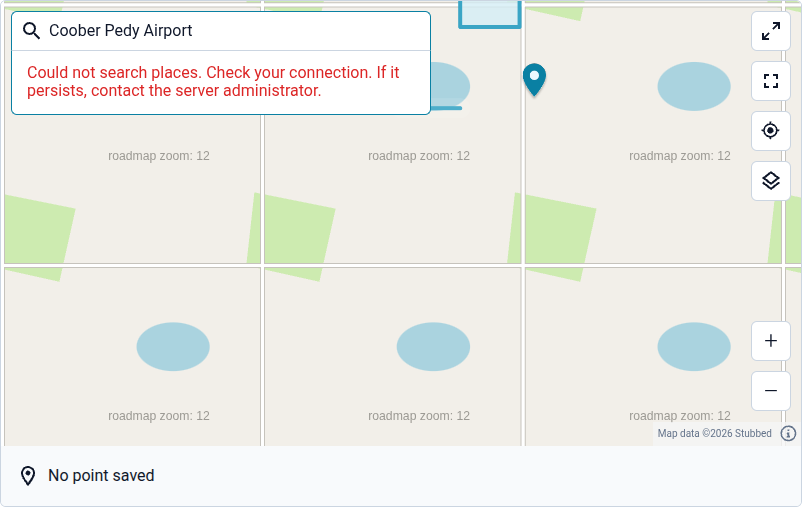 Coober Pedy Airport
Could not search places. Check your connection. If it
persists, contact the server administrator.
roadmap zoom: 12
roadmap zoom: 12
roadmap zoom: 12
roadmap zoom: 12
roadmap zoom: 12
roadmap zoom: 12
Map data ©2026 Stubbed
No point saved